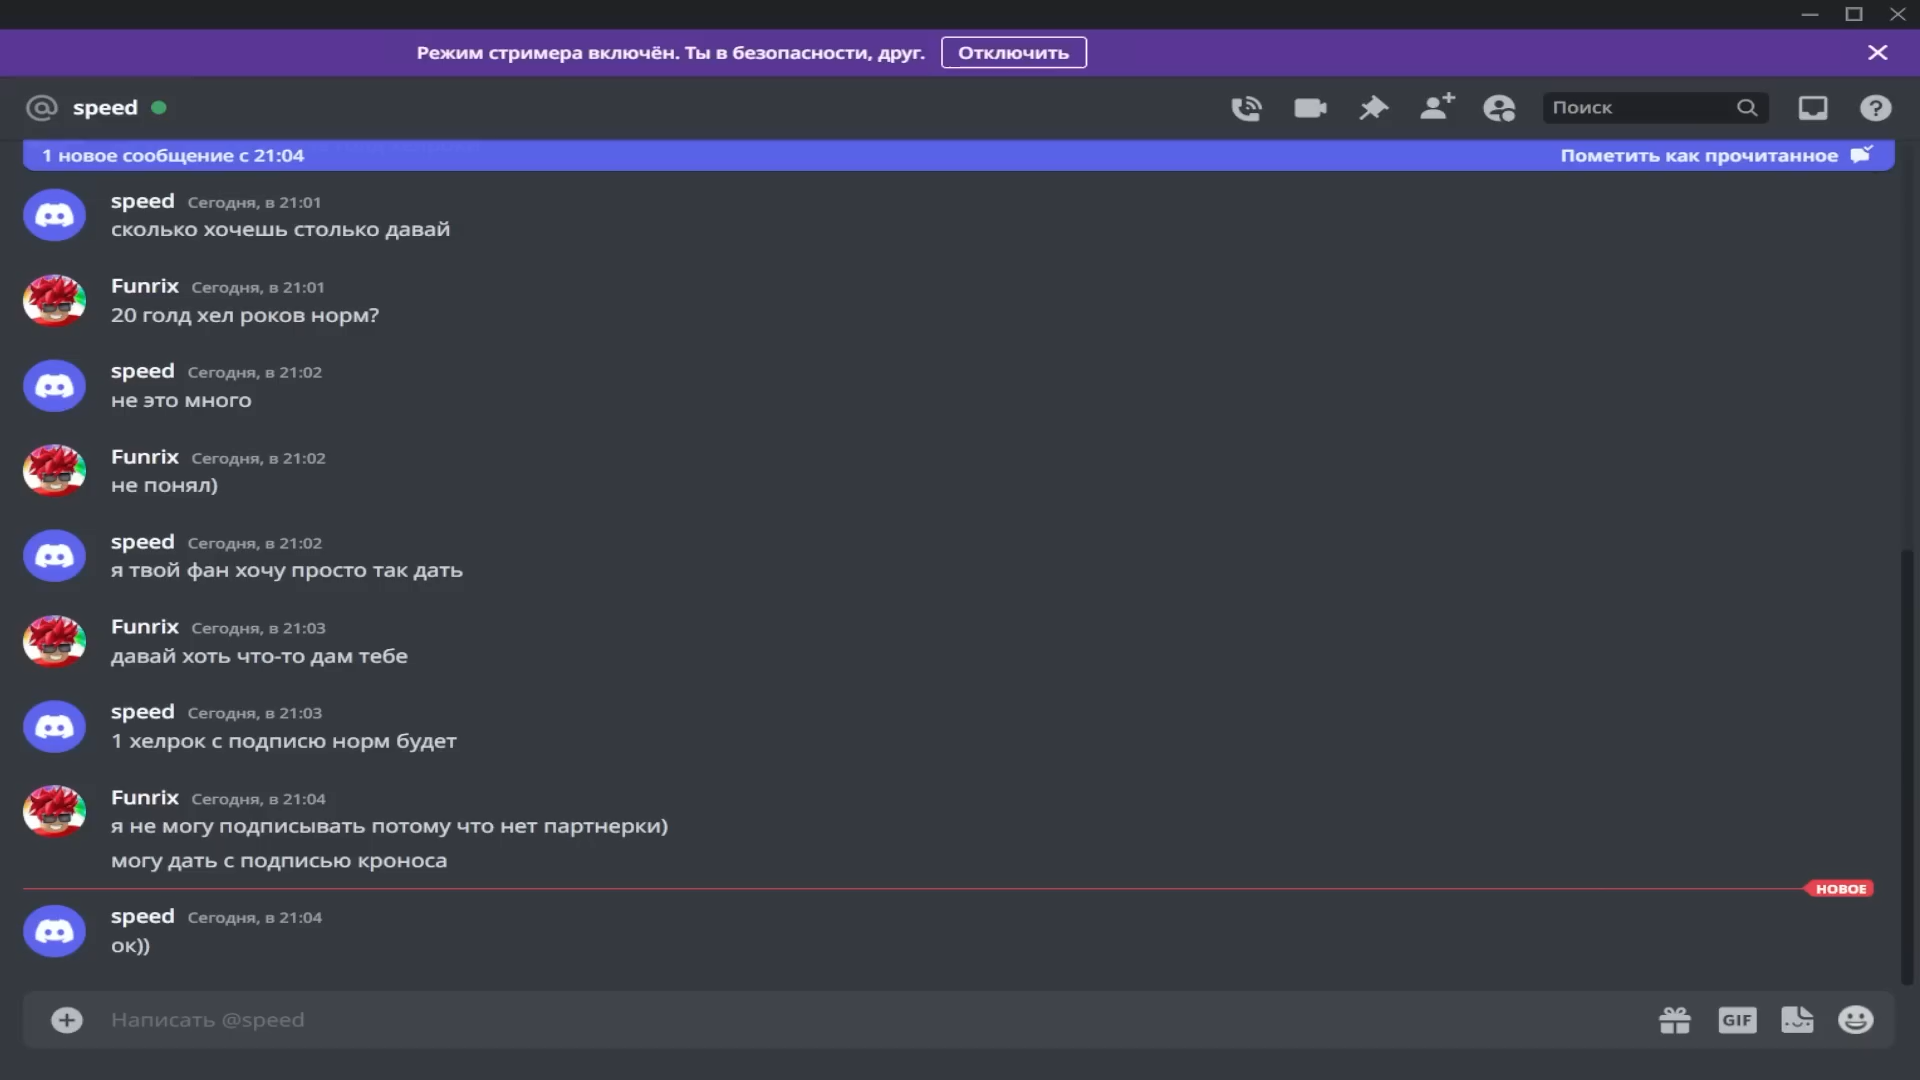 Режим стримера включён. Ты в безопасности, друг. Отключить
speed
Поиск
1 новое сообщение с 21:04 Пометить как прочитанное
speed Сегодня, в 21:01
сколько хочешь столько давай
Funrix Сегодня, в 21:01
20 голд хел роков норм?
speed Сегодня, в 21:02
не это много
Funrix Сегодня, в 21:02
не понял)
speed Сегодня, в 21:02
я твой фан хочу просто так дать
Funrix Сегодня, в 21:03
давай хоть что-то дам тебе
speed Сегодня, в 21:03
1 хелрок с подписю норм будет
Funrix Сегодня, в 21:04
я не могу подписывать потому что нет партнерки)
могу дать с подписью кроноса
НОВОЕ
speed Сегодня, в 21:04
ок))
Написать @speed
GIF